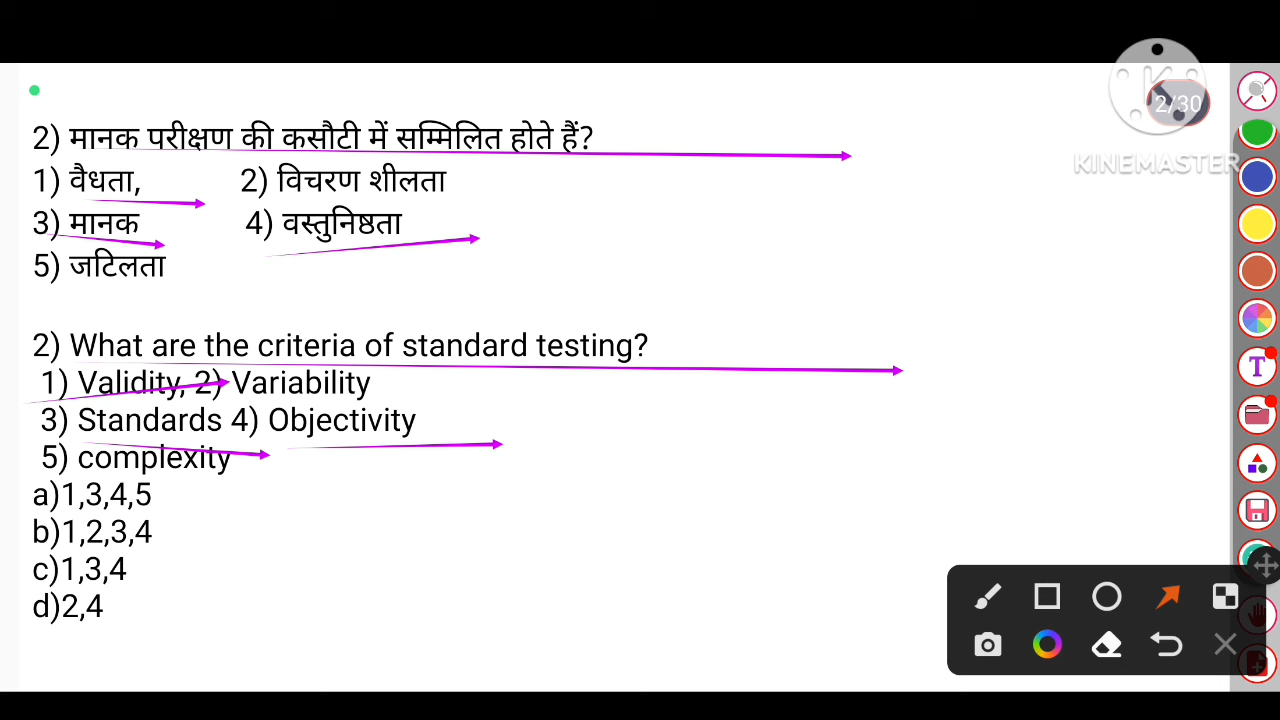 2/30
KINEMASTER
2) मानक परीक्षण की कसौटी में सम्मिलित होते हैं?
1) वैधता, 2) विचरण शीलता
3) मानक 4) वस्तुनिष्ठता
5) जटिलता
2) What are the criteria of standard testing?
1) Validity, 2) Variability
3) Standards 4) Objectivity
5) complexity
a)1,3,4,5
b)1,2,3,4
c)1,3,4
d)2,4
T